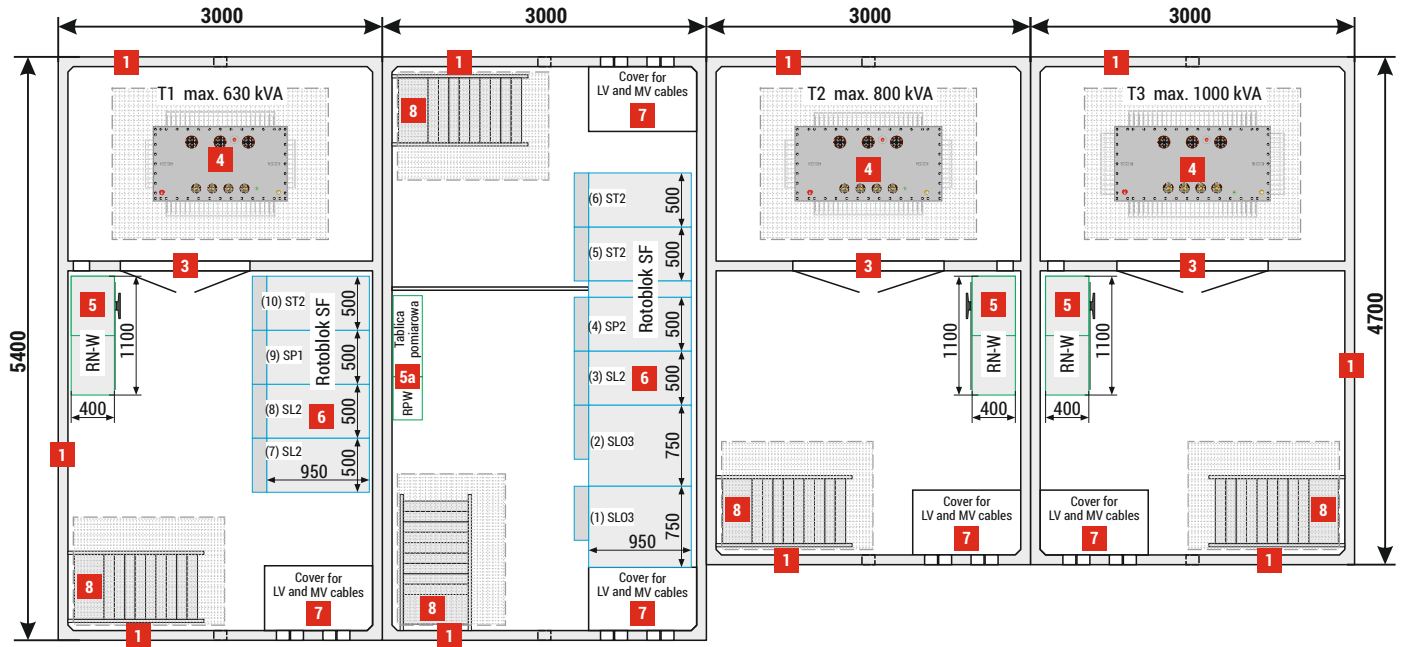 3000
3000
3000
3000
5400
4700
1
1
1
1
T1 max. 630 kVA
4
3
5
RN-W
1100
400
(10) ST2
500
(9) SP1
500
(8) SL2
500
(7) SL2
500
Rotoblok SF
6
950
1
8
1
Cover for
LV and MV cables
7
8
Cover for
LV and MV cables
7
(6) ST2
500
(5) ST2
500
(4) SP2
500
(3) SL2
500
(2) SLO3
750
(1) SLO3
750
Rotoblok SF
6
950
Tablica
pomiarowa
5a
RPW
8
1
Cover for
LV and MV cables
7
T2 max. 800 kVA
4
3
5
RN-W
1100
400
8
1
Cover for
LV and MV cables
7
T3 max. 1000 kVA
4
3
5
RN-W
1100
400
1
Cover for
LV and MV cables
7
8
1